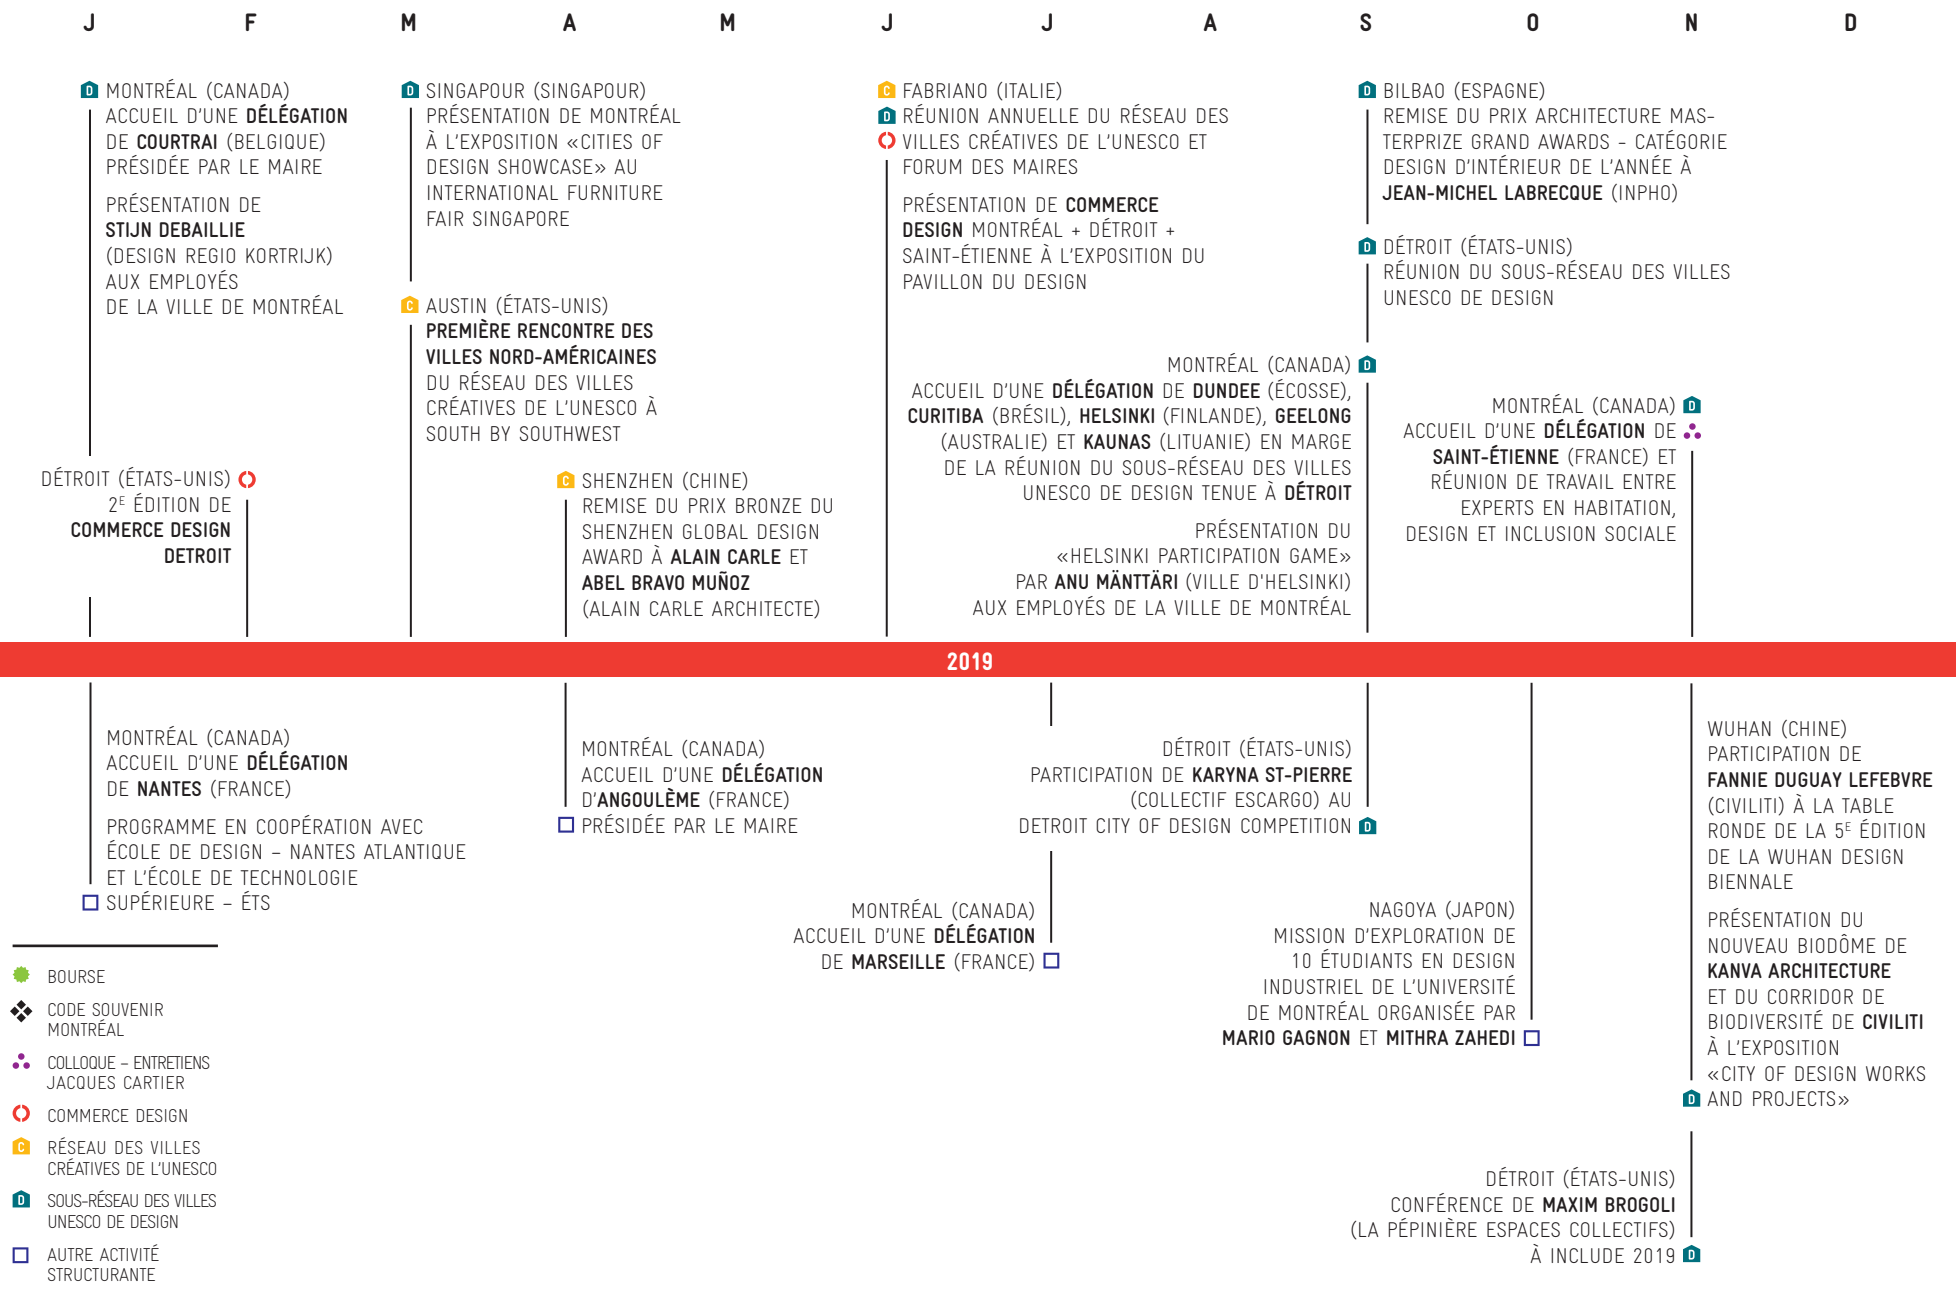 J F M A M J J A S O N D
MONTRÉAL (CANADA)
ACCUEIL D'UNE DÉLÉGATION
DE COURTRAI (BELGIQUE)
PRÉSIDÉE PAR LE MAIRE
PRÉSENTATION DE
STIJN DEBAILLIE
(DESIGN REGIO KORTRIJK)
AUX EMPLOYÉS
DE LA VILLE DE MONTRÉAL
DÉTROIT (ÉTATS-UNIS)
2E ÉDITION DE
COMMERCE DESIGN
DETROIT
SINGAPOUR (SINGAPOUR)
PRÉSENTATION DE MONTRÉAL
À L'EXPOSITION «CITIES OF
DESIGN SHOWCASE» AU
INTERNATIONAL FURNITURE
FAIR SINGAPORE
AUSTIN (ÉTATS-UNIS)
PREMIÈRE RENCONTRE DES
VILLES NORD-AMÉRICAINES
DU RÉSEAU DES VILLES
CRÉATIVES DE L'UNESCO À
SOUTH BY SOUTHWEST
SHENZHEN (CHINE)
REMISE DU PRIX BRONZE DU
SHENZHEN GLOBAL DESIGN
AWARD À ALAIN CARLE ET
ABEL BRAVO MUÑOZ
(ALAIN CARLE ARCHITECTE)
FABRIANO (ITALIE)
RÉUNION ANNUELLE DU RÉSEAU DES
VILLES CRÉATIVES DE L'UNESCO ET
FORUM DES MAIRES
PRÉSENTATION DE COMMERCE
DESIGN MONTRÉAL + DÉTROIT +
SAINT-ÉTIENNE À L'EXPOSITION DU
PAVILLON DU DESIGN
BILBAO (ESPAGNE)
REMISE DU PRIX ARCHITECTURE MAS-
TERPRIZE GRAND AWARDS - CATÉGORIE
DESIGN D'INTÉRIEUR DE L'ANNÉE À
JEAN-MICHEL LABRECQUE (INPHO)
DÉTROIT (ÉTATS-UNIS)
RÉUNION DU SOUS-RÉSEAU DES VILLES
UNESCO DE DESIGN
MONTRÉAL (CANADA)
ACCUEIL D'UNE DÉLÉGATION DE DUNDEE (ÉCOSSE),
CURITIBA (BRÉSIL), HELSINKI (FINLANDE), GEELONG
(AUSTRALIE) ET KAUNAS (LITUANIE) EN MARGE
DE LA RÉUNION DU SOUS-RÉSEAU DES VILLES
UNESCO DE DESIGN TENUE À DÉTROIT
PRÉSENTATION DU
«HELSINKI PARTICIPATION GAME»
PAR ANU MÄNTTÄRI (VILLE D'HELSINKI)
AUX EMPLOYÉS DE LA VILLE DE MONTRÉAL
MONTRÉAL (CANADA)
ACCUEIL D'UNE DÉLÉGATION DE
SAINT-ÉTIENNE (FRANCE) ET
RÉUNION DE TRAVAIL ENTRE
EXPERTS EN HABITATION,
DESIGN ET INCLUSION SOCIALE
2019
MONTRÉAL (CANADA)
ACCUEIL D'UNE DÉLÉGATION
DE NANTES (FRANCE)
PROGRAMME EN COOPÉRATION AVEC
ÉCOLE DE DESIGN – NANTES ATLANTIQUE
ET L'ÉCOLE DE TECHNOLOGIE
SUPÉRIEURE – ÉTS
MONTRÉAL (CANADA)
ACCUEIL D'UNE DÉLÉGATION
D'ANGOULÈME (FRANCE)
PRÉSIDÉE PAR LE MAIRE
MONTRÉAL (CANADA)
ACCUEIL D'UNE DÉLÉGATION
DE MARSEILLE (FRANCE)
DÉTROIT (ÉTATS-UNIS)
PARTICIPATION DE KARYNA ST-PIERRE
(COLLECTIF ESCARGO) AU
DETROIT CITY OF DESIGN COMPETITION
NAGOYA (JAPON)
MISSION D'EXPLORATION DE
10 ÉTUDIANTS EN DESIGN
INDUSTRIEL DE L'UNIVERSITÉ
DE MONTRÉAL ORGANISÉE PAR
MARIO GAGNON ET MITHRA ZAHEDI
WUHAN (CHINE)
PARTICIPATION DE
FANNIE DUGUAY LEFEBVRE
(CIVILITI) À LA TABLE
RONDE DE LA 5E ÉDITION
DE LA WUHAN DESIGN
BIENNALE
PRÉSENTATION DU
NOUVEAU BIODÔME DE
KANVA ARCHITECTURE
ET DU CORRIDOR DE
BIODIVERSITÉ DE CIVILITI
À L'EXPOSITION
«CITY OF DESIGN WORKS
AND PROJECTS»
DÉTROIT (ÉTATS-UNIS)
CONFÉRENCE DE MAXIM BROGOLI
(LA PÉPINIÈRE ESPACES COLLECTIFS)
À INCLUDE 2019
BOURSE
CODE SOUVENIR
MONTRÉAL
COLLOQUE – ENTRETIENS
JACQUES CARTIER
COMMERCE DESIGN
C RÉSEAU DES VILLES
CRÉATIVES DE L'UNESCO
D SOUS-RÉSEAU DES VILLES
UNESCO DE DESIGN
AUTRE ACTIVITÉ
STRUCTURANTE